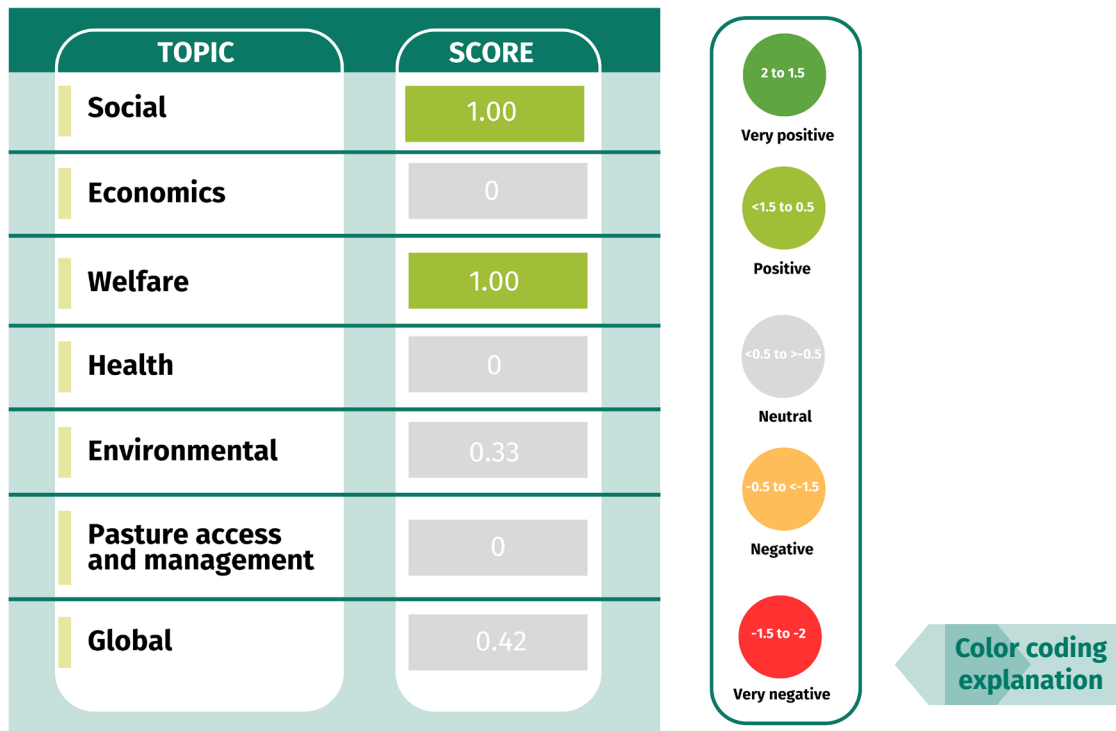 TOPIC SCORE
Social 1.00
Economics 0
Welfare 1.00
Health 0
Environmental 0.33
Pasture access
and management 0
Global 0.42
2 to 1.5
Very positive
<1.5 to 0.5
Positive
<0.5 to >-0.5
Neutral
-0.5 to <-1.5
Negative
-1.5 to -2
Very negative
Color coding
explanation